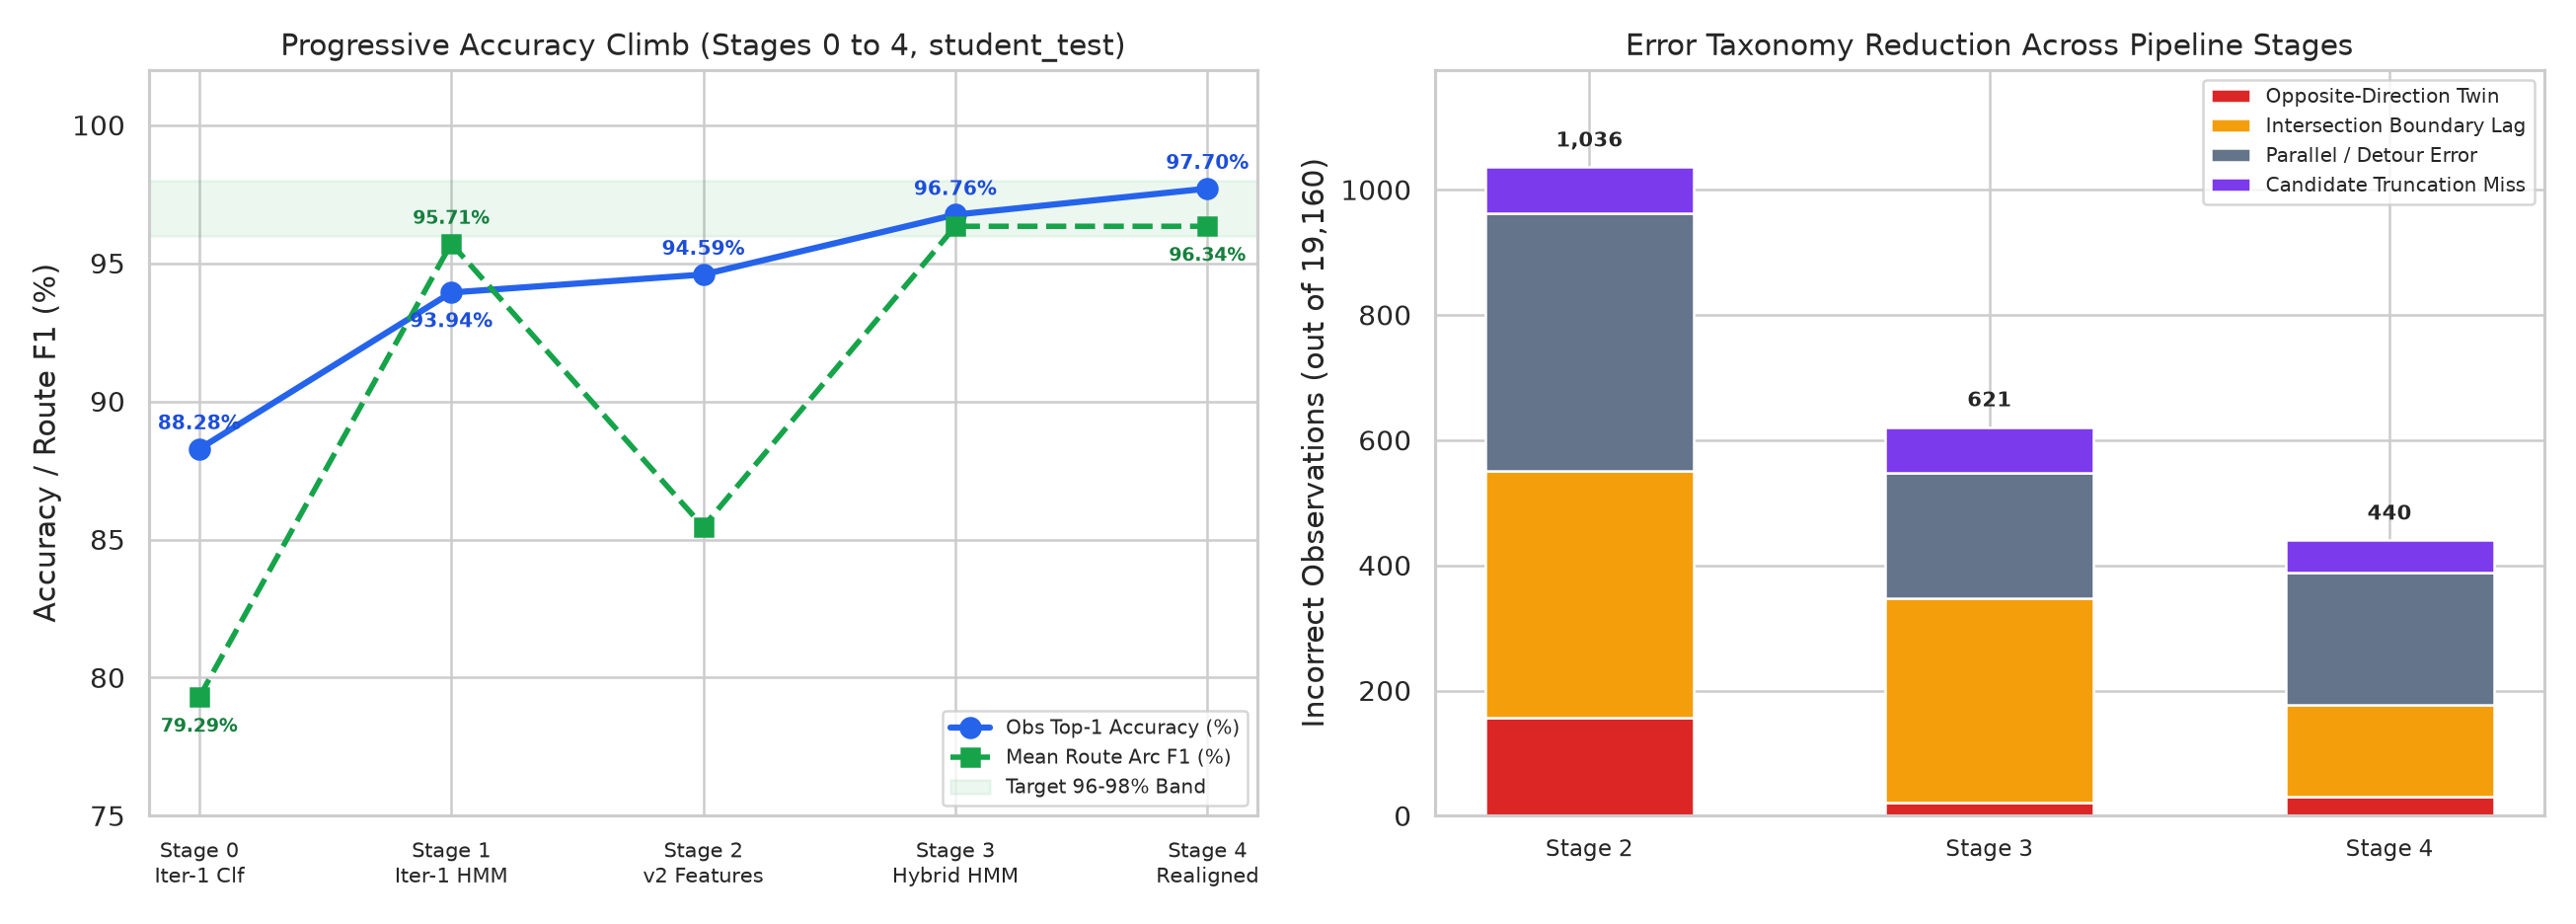 Progressive Accuracy Climb (Stages 0 to 4, student_test)
Accuracy / Route F1 (%)
100
95
90
85
80
75
88.28%
93.94%
94.59%
96.76%
97.70%
79.29%
95.71%
96.34%
Obs Top-1 Accuracy (%)
Mean Route Arc F1 (%)
Target 96-98% Band
Stage 0
Iter-1 Clf
Stage 1
Iter-1 HMM
Stage 2
v2 Features
Stage 3
Hybrid HMM
Stage 4
Realigned
Error Taxonomy Reduction Across Pipeline Stages
Incorrect Observations (out of 19,160)
1000
800
600
400
200
0
1,036
621
440
Opposite-Direction Twin
Intersection Boundary Lag
Parallel / Detour Error
Candidate Truncation Miss
Stage 2
Stage 3
Stage 4